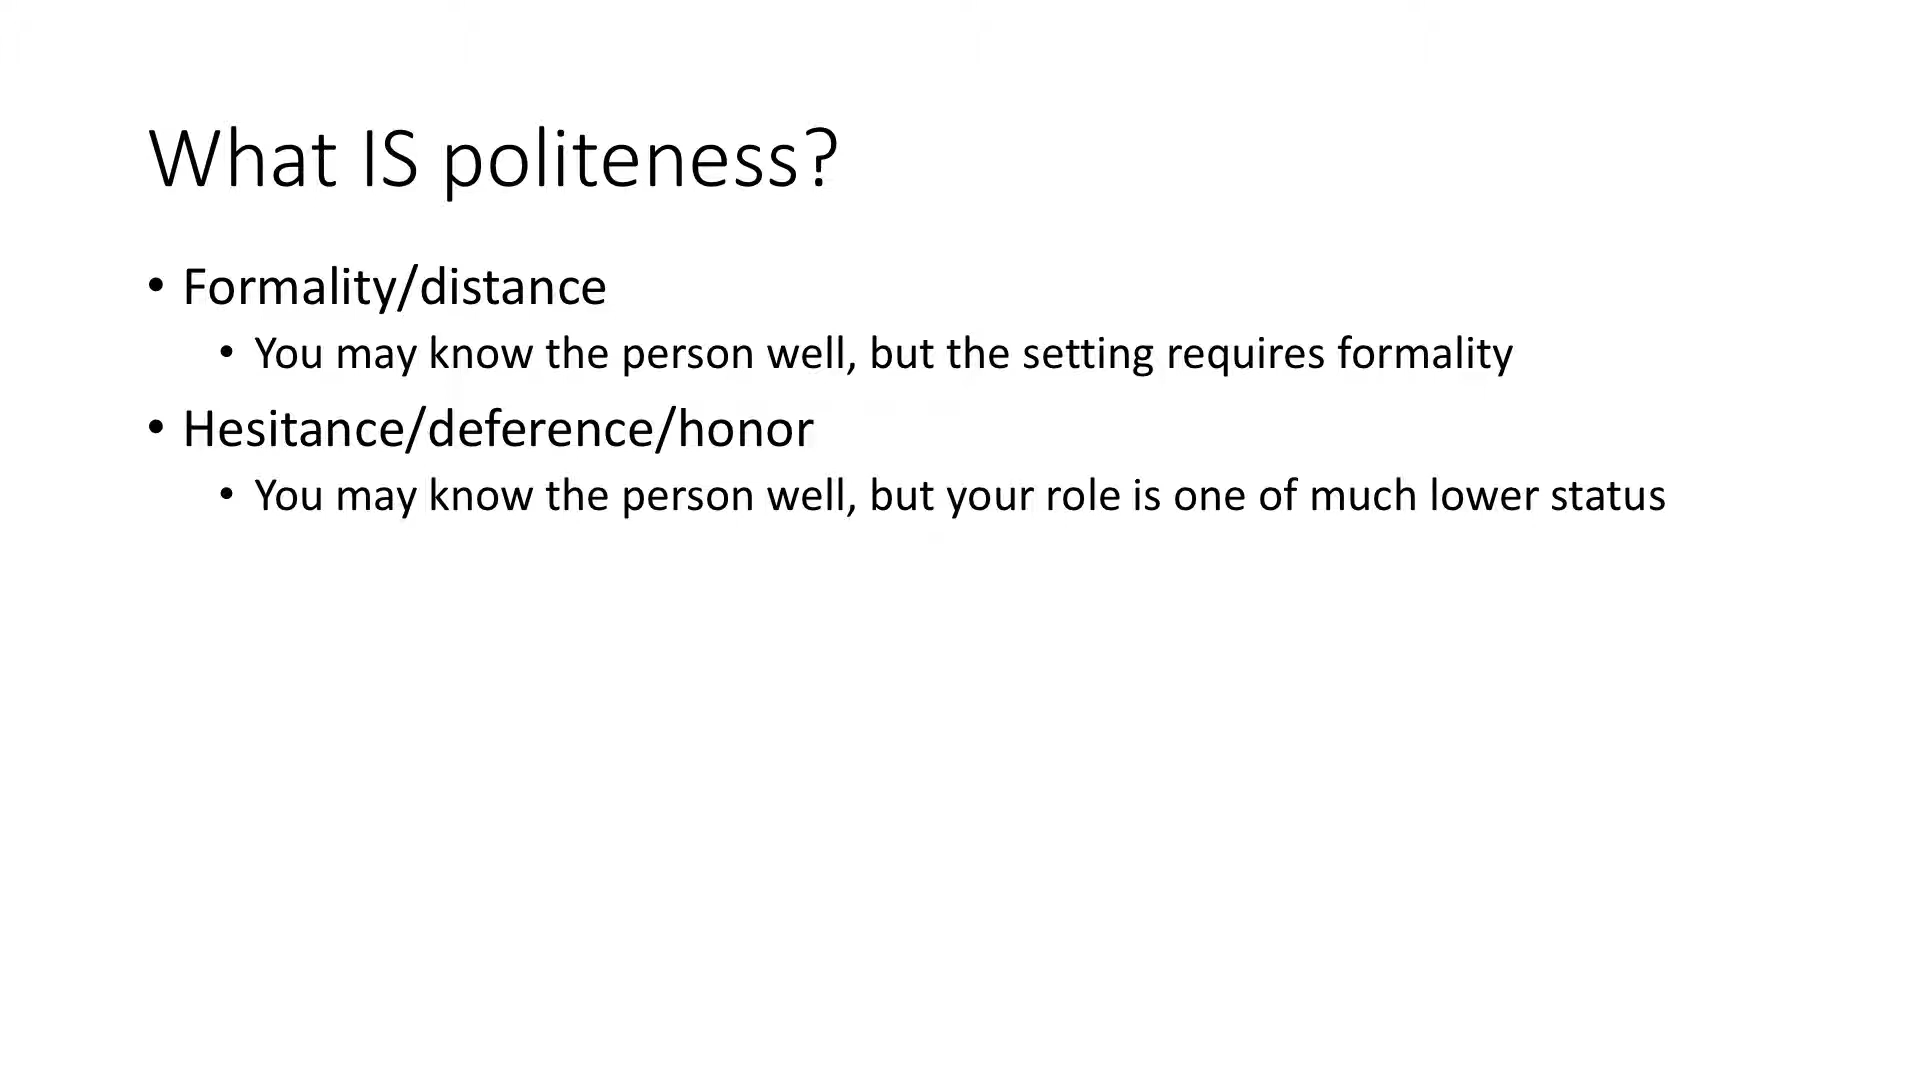 What IS politeness?
• Formality/distance
• You may know the person well, but the setting requires formality
• Hesitance/deference/honor
• You may know the person well, but your role is one of much lower status